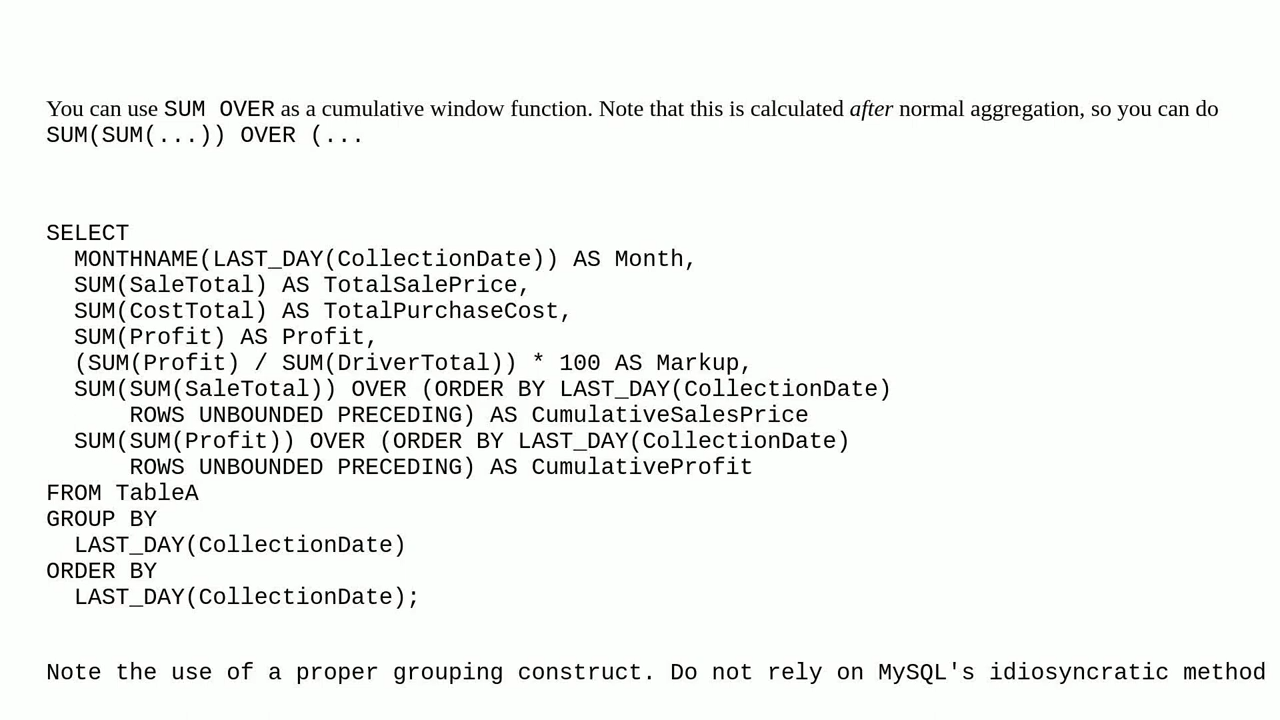 You can use SUM OVER as a cumulative window function. Note that this is calculated after normal aggregation, so you can do
SUM(SUM(...)) OVER (...
SELECT
  MONTHNAME(LAST_DAY(CollectionDate)) AS Month,
  SUM(SaleTotal) AS TotalSalePrice,
  SUM(CostTotal) AS TotalPurchaseCost,
  SUM(Profit) AS Profit,
  (SUM(Profit) / SUM(DriverTotal)) * 100 AS Markup,
  SUM(SUM(SaleTotal)) OVER (ORDER BY LAST_DAY(CollectionDate)
      ROWS UNBOUNDED PRECEDING) AS CumulativeSalesPrice
  SUM(SUM(Profit)) OVER (ORDER BY LAST_DAY(CollectionDate)
      ROWS UNBOUNDED PRECEDING) AS CumulativeProfit
FROM TableA
GROUP BY
  LAST_DAY(CollectionDate)
ORDER BY
  LAST_DAY(CollectionDate);
Note the use of a proper grouping construct. Do not rely on MySQL's idiosyncratic method